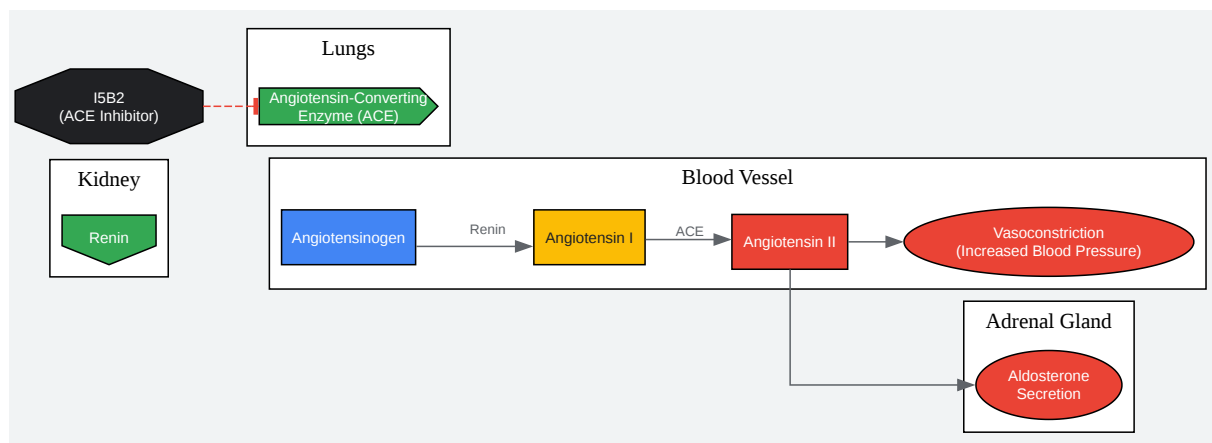 Lungs
I5B2
(ACE Inhibitor)
Angiotensin-Converting
Enzyme (ACE)
Kidney
Renin
Blood Vessel
Angiotensinogen
Renin
Angiotensin I
ACE
Angiotensin II
Vasoconstriction
(Increased Blood Pressure)
Adrenal Gland
Aldosterone
Secretion